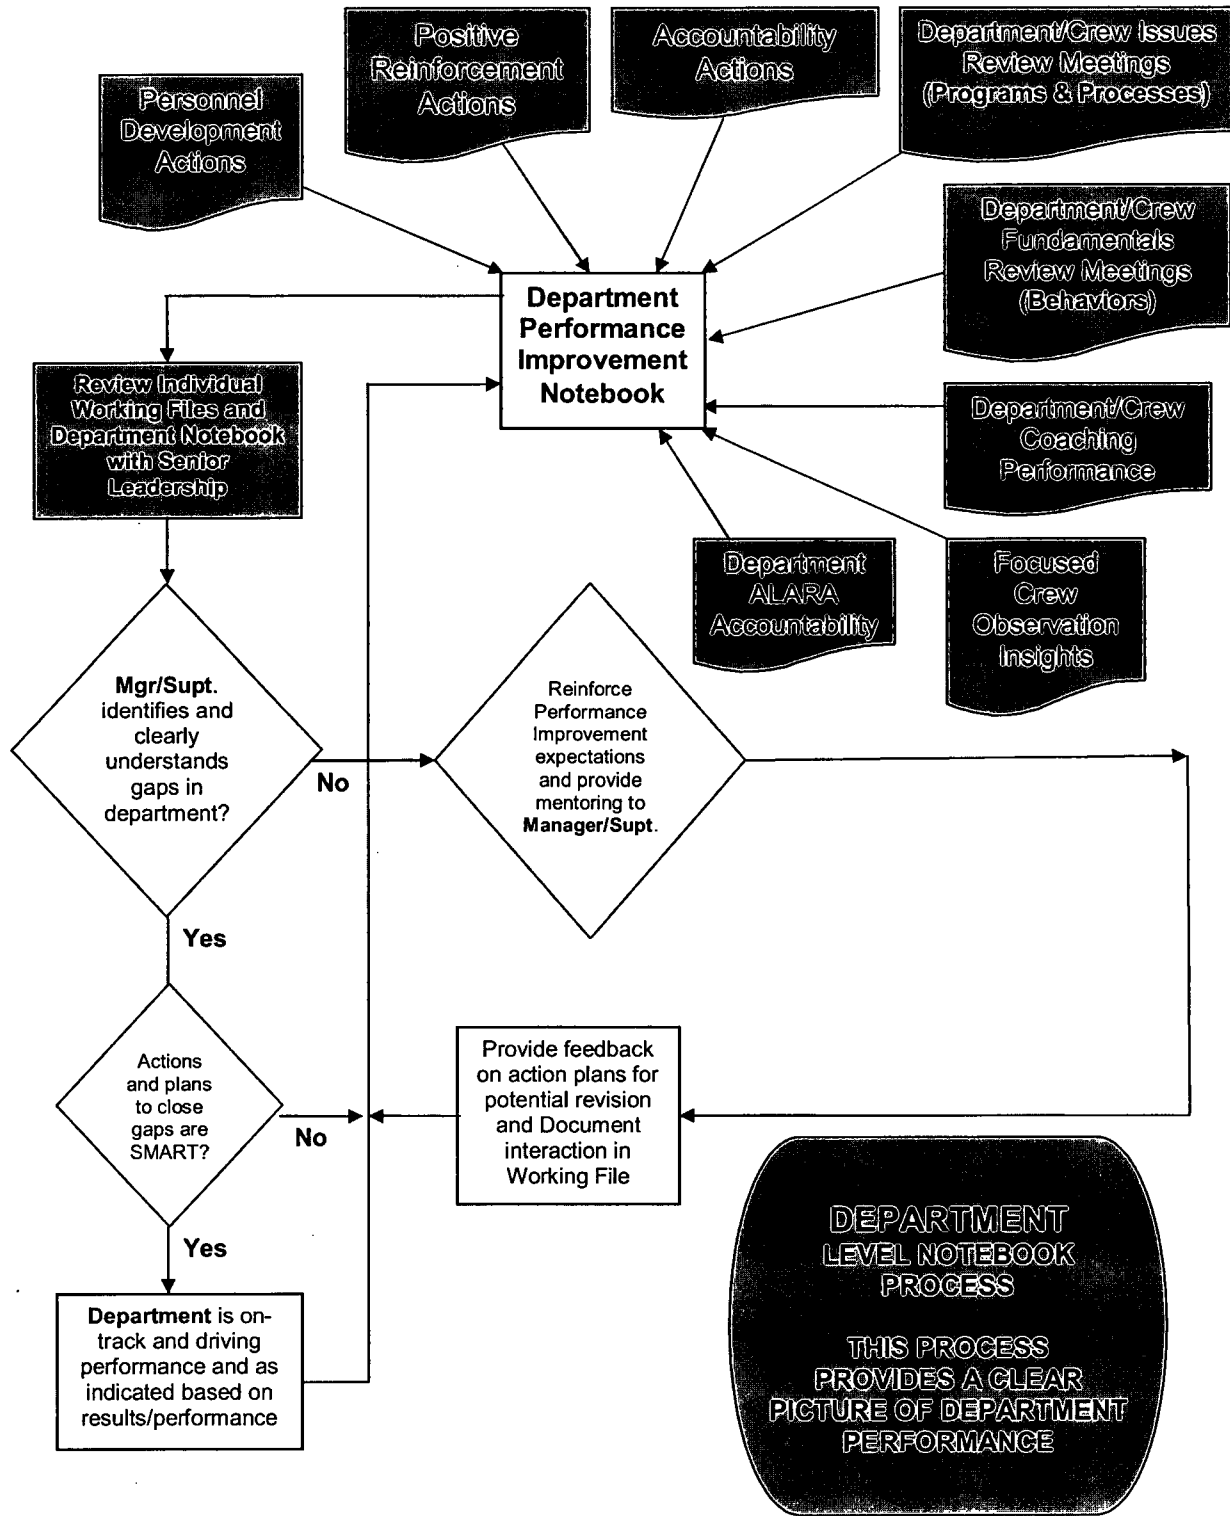 Positive
Reinforcement
Actions
Accountability
Actions
Department/Crew Issues
Review Meetings
(Programs & Processes)
Personnel
Development
Actions
Department/Crew
Fundamentals
Review Meetings
(Behaviors)
Department
Performance
Improvement
Notebook
Review Individual
Working Files and
Department Notebook
with Senior
Leadership
Department/Crew
Coaching
Performance
Department
ALARA
Accountability
Focused
Crew
Observation
Insights
Mgr/Supt.
identifies and
clearly
understands
gaps in
department?
No
Reinforce
Performance
Improvement
expectations
and provide
mentoring to
Manager/Supt.
Yes
Actions
and plans
to close
gaps are
SMART?
No
Provide feedback
on action plans for
potential revision
and Document
interaction in
Working File
Yes
Department is on-
track and driving
performance and as
indicated based on
results/performance
DEPARTMENT
LEVEL NOTEBOOK
PROCESS
THIS PROCESS
PROVIDES A CLEAR
PICTURE OF DEPARTMENT
PERFORMANCE